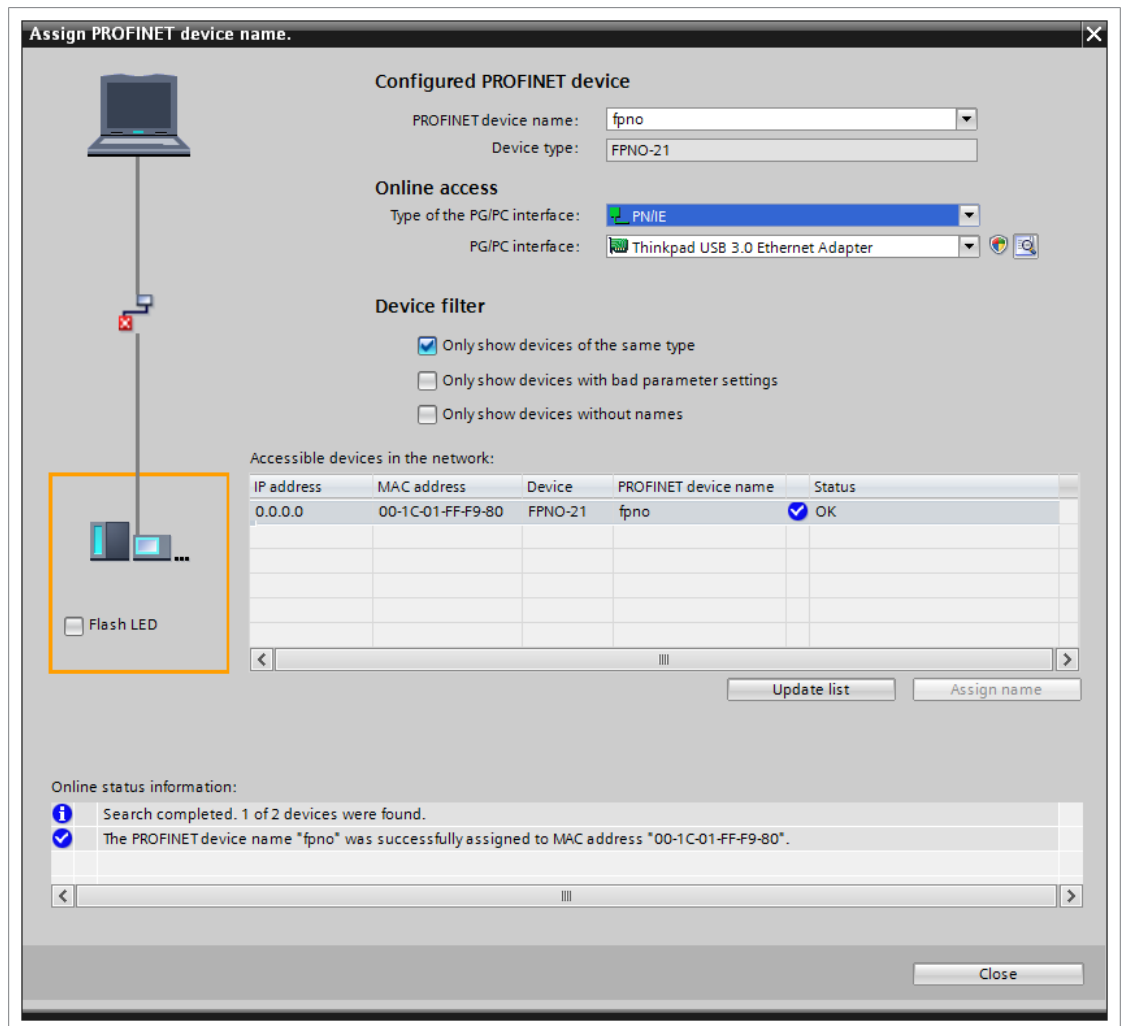 Assign PROFINET device name.
Configured PROFINET device
PROFINET device name: fpno
Device type: FPNO-21
Online access
Type of the PG/PC interface: PN/IE
PG/PC interface: Thinkpad USB 3.0 Ethernet Adapter
Device filter
Only show devices of the same type
Only show devices with bad parameter settings
Only show devices without names
Accessible devices in the network:
IP address MAC address Device PROFINET device name Status
0.0.0.0 00-1C-01-FF-F9-80 FPNO-21 fpno OK
Flash LED
Update list Assign name
Online status information:
Search completed. 1 of 2 devices were found.
The PROFINET device name "fpno" was successfully assigned to MAC address "00-1C-01-FF-F9-80".
Close